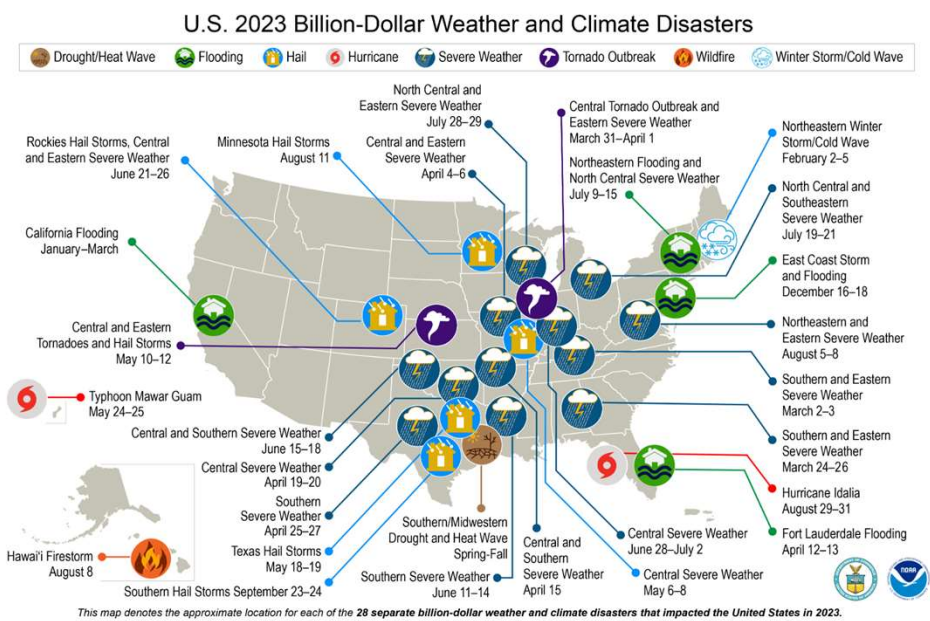 U.S. 2023 Billion-Dollar Weather and Climate Disasters
Drought/Heat Wave
Flooding
Hail
Hurricane
Severe Weather
Tornado Outbreak
Wildfire
Winter Storm/Cold Wave
North Central and
Eastern Severe Weather
July 28–29
Central Tornado Outbreak and
Eastern Severe Weather
March 31–April 1
Northeastern Winter
Storm/Cold Wave
February 2–5
Rockies Hail Storms, Central
and Eastern Severe Weather
June 21–26
Minnesota Hail Storms
August 11
Central and Eastern
Severe Weather
April 4–6
Northeastern Flooding and
North Central Severe Weather
July 9–15
North Central and
Southeastern
Severe Weather
July 19–21
California Flooding
January–March
East Coast Storm
and Flooding
December 16–18
Central and Eastern
Tornadoes and Hail Storms
May 10–12
Northeastern and
Eastern Severe Weather
August 5–8
Typhoon Mawar Guam
May 24–25
Southern and Eastern
Severe Weather
March 2–3
Central and Southern Severe Weather
June 15–18
Southern and Eastern
Severe Weather
March 24–26
Central Severe Weather
April 19–20
Hurricane Idalia
August 29–31
Southern
Severe Weather
April 25–27
Southern/Midwestern
Drought and Heat Wave
Spring-Fall
Central and
Southern
Severe Weather
April 15
Central Severe Weather
June 28–July 2
Fort Lauderdale Flooding
April 12–13
Hawai‘i Firestorm
August 8
Texas Hail Storms
May 18–19
Southern Hail Storms September 23–24
Southern Severe Weather
June 11–14
Central Severe Weather
May 6–8
NOAA
This map denotes the approximate location for each of the 28 separate billion-dollar weather and climate disasters that impacted the United States in 2023.